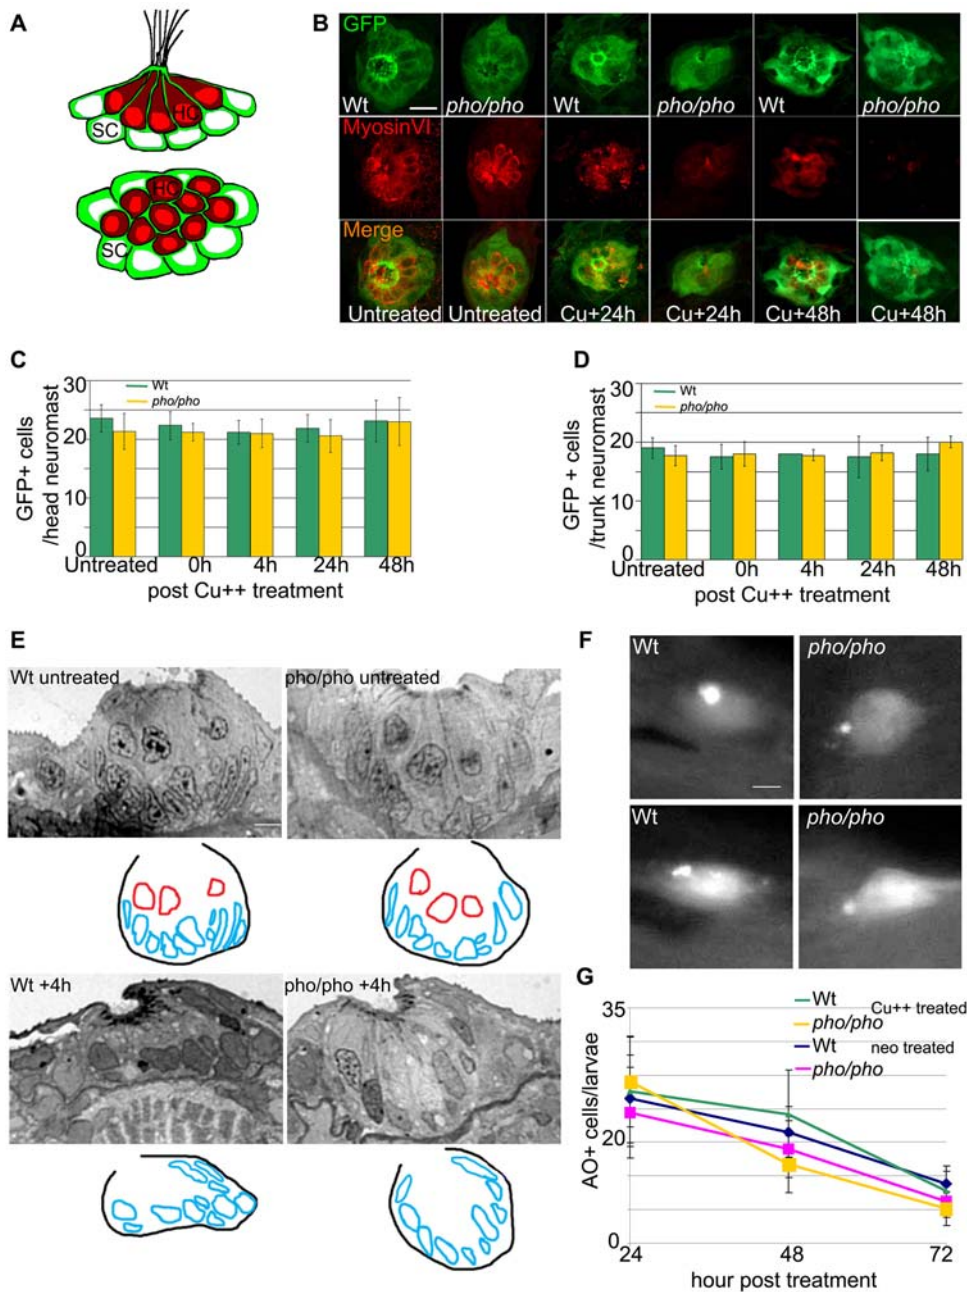 A
HC
SC
HC
SC
B
GFP
Wt
pho/pho
Wt
pho/pho
Wt
pho/pho
MyosinVI
Merge
Untreated
Untreated
Cu+24h
Cu+24h
Cu+48h
Cu+48h
C
30
20
10
0
GFP+ cells
/head neuromast
Wt
pho/pho
Untreated 0h 4h 24h 48h
post Cu++ treatment
D
30
20
10
0
GFP + cells
/trunk neuromast
Wt
pho/pho
Untreated 0h 4h 24h 48h
post Cu++ treatment
E
Wt untreated
pho/pho untreated
Wt +4h
pho/pho +4h
F
Wt
pho/pho
Wt
pho/pho
G
35
20
0
AO+ cells/larvae
Wt
Cu++ treated
pho/pho
Wt
neo treated
pho/pho
24 48 72
hour post treatment